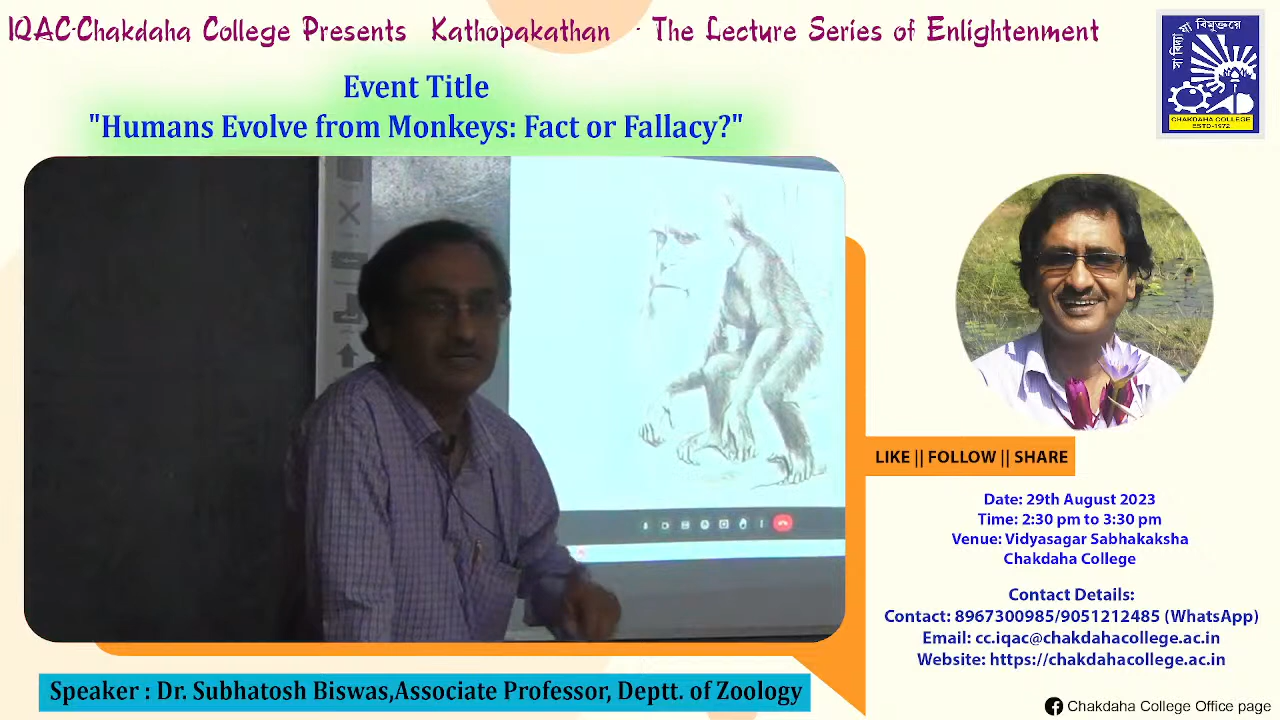 IQAC-Chakdaha College Presents Kathopakathan - The Lecture Series of Enlightenment
সা বিদ্যা যা বিমুক্তয়ে
CHAKDAHA COLLEGE
ESTD-1972
Event Title
"Humans Evolve from Monkeys: Fact or Fallacy?"
LIKE || FOLLOW || SHARE
Date: 29th August 2023
Time: 2:30 pm to 3:30 pm
Venue: Vidyasagar Sabhakaksha
Chakdaha College
Contact Details:
Contact: 8967300985/9051212485 (WhatsApp)
Email: cc.iqac@chakdahacollege.ac.in
Website: https://chakdahacollege.ac.in
Speaker : Dr. Subhatosh Biswas,Associate Professor, Deptt. of Zoology
Chakdaha College Office page